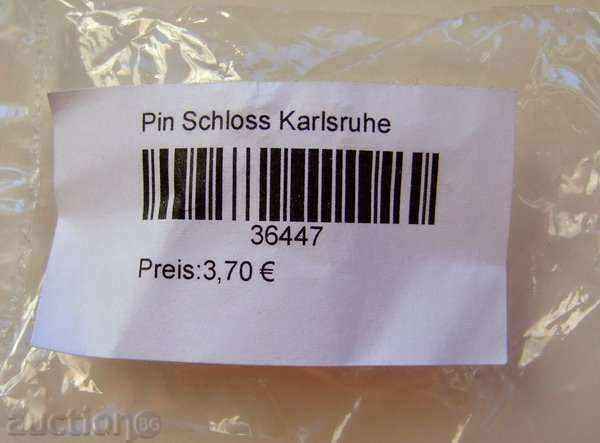 Pin Schloss Karlsruhe
36447
Preis:3,70 €
auction BG